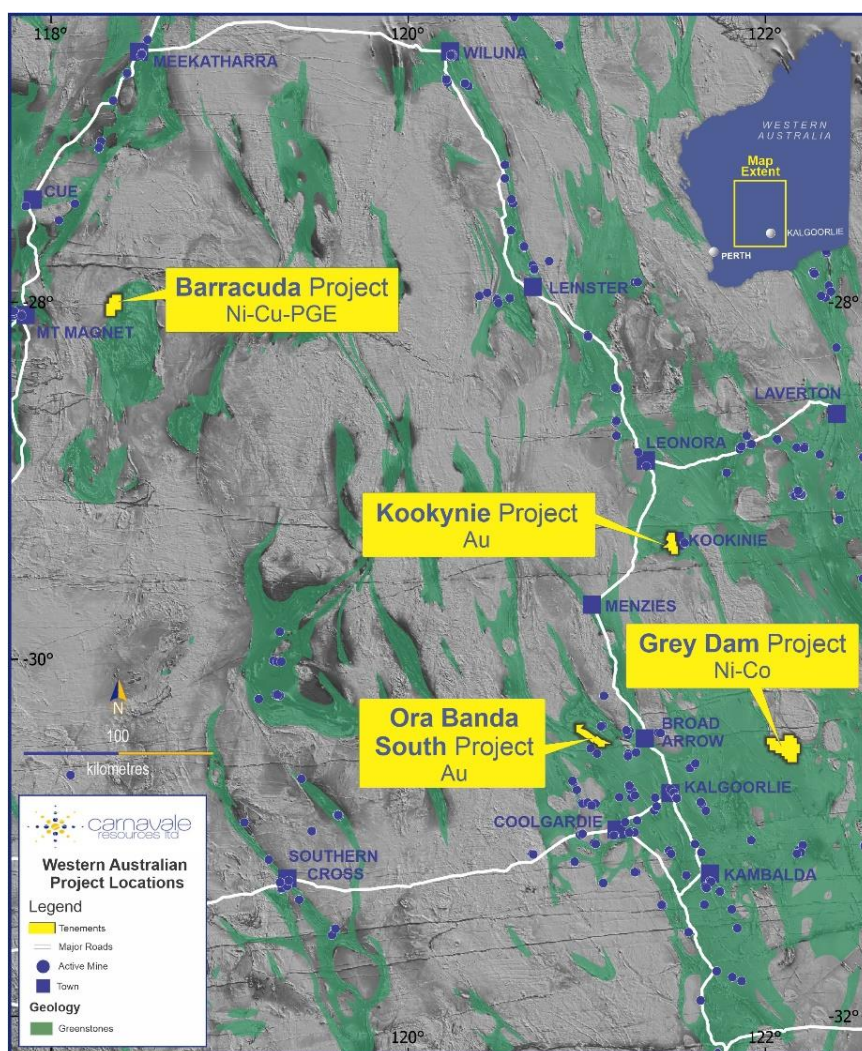 118°
120°
122°
MEEKATHARRA
WILUNA
WESTERN
AUSTRALIA
Map
Extent
KALGOORLIE
PERTH
CUE
Barracuda Project
Ni-Cu-PGE
LEINSTER
-28°
-28°
MT MAGNET
LAVERTON
LEONORA
Kookynie Project
Au
KOOKINIE
MENZIES
-30°
Grey Dam Project
Ni-Co
N
100
kilometres
Ora Banda
South Project
Au
BROAD
ARROW
KALGOORLIE
COOLGARDIE
SOUTHERN
CROSS
KAMBALDA
carnavale
resources ltd
Western Australian
Project Locations
Legend
Tenements
Major Roads
Active Mine
Town
Geology
Greenstones
120°
122°
-32°